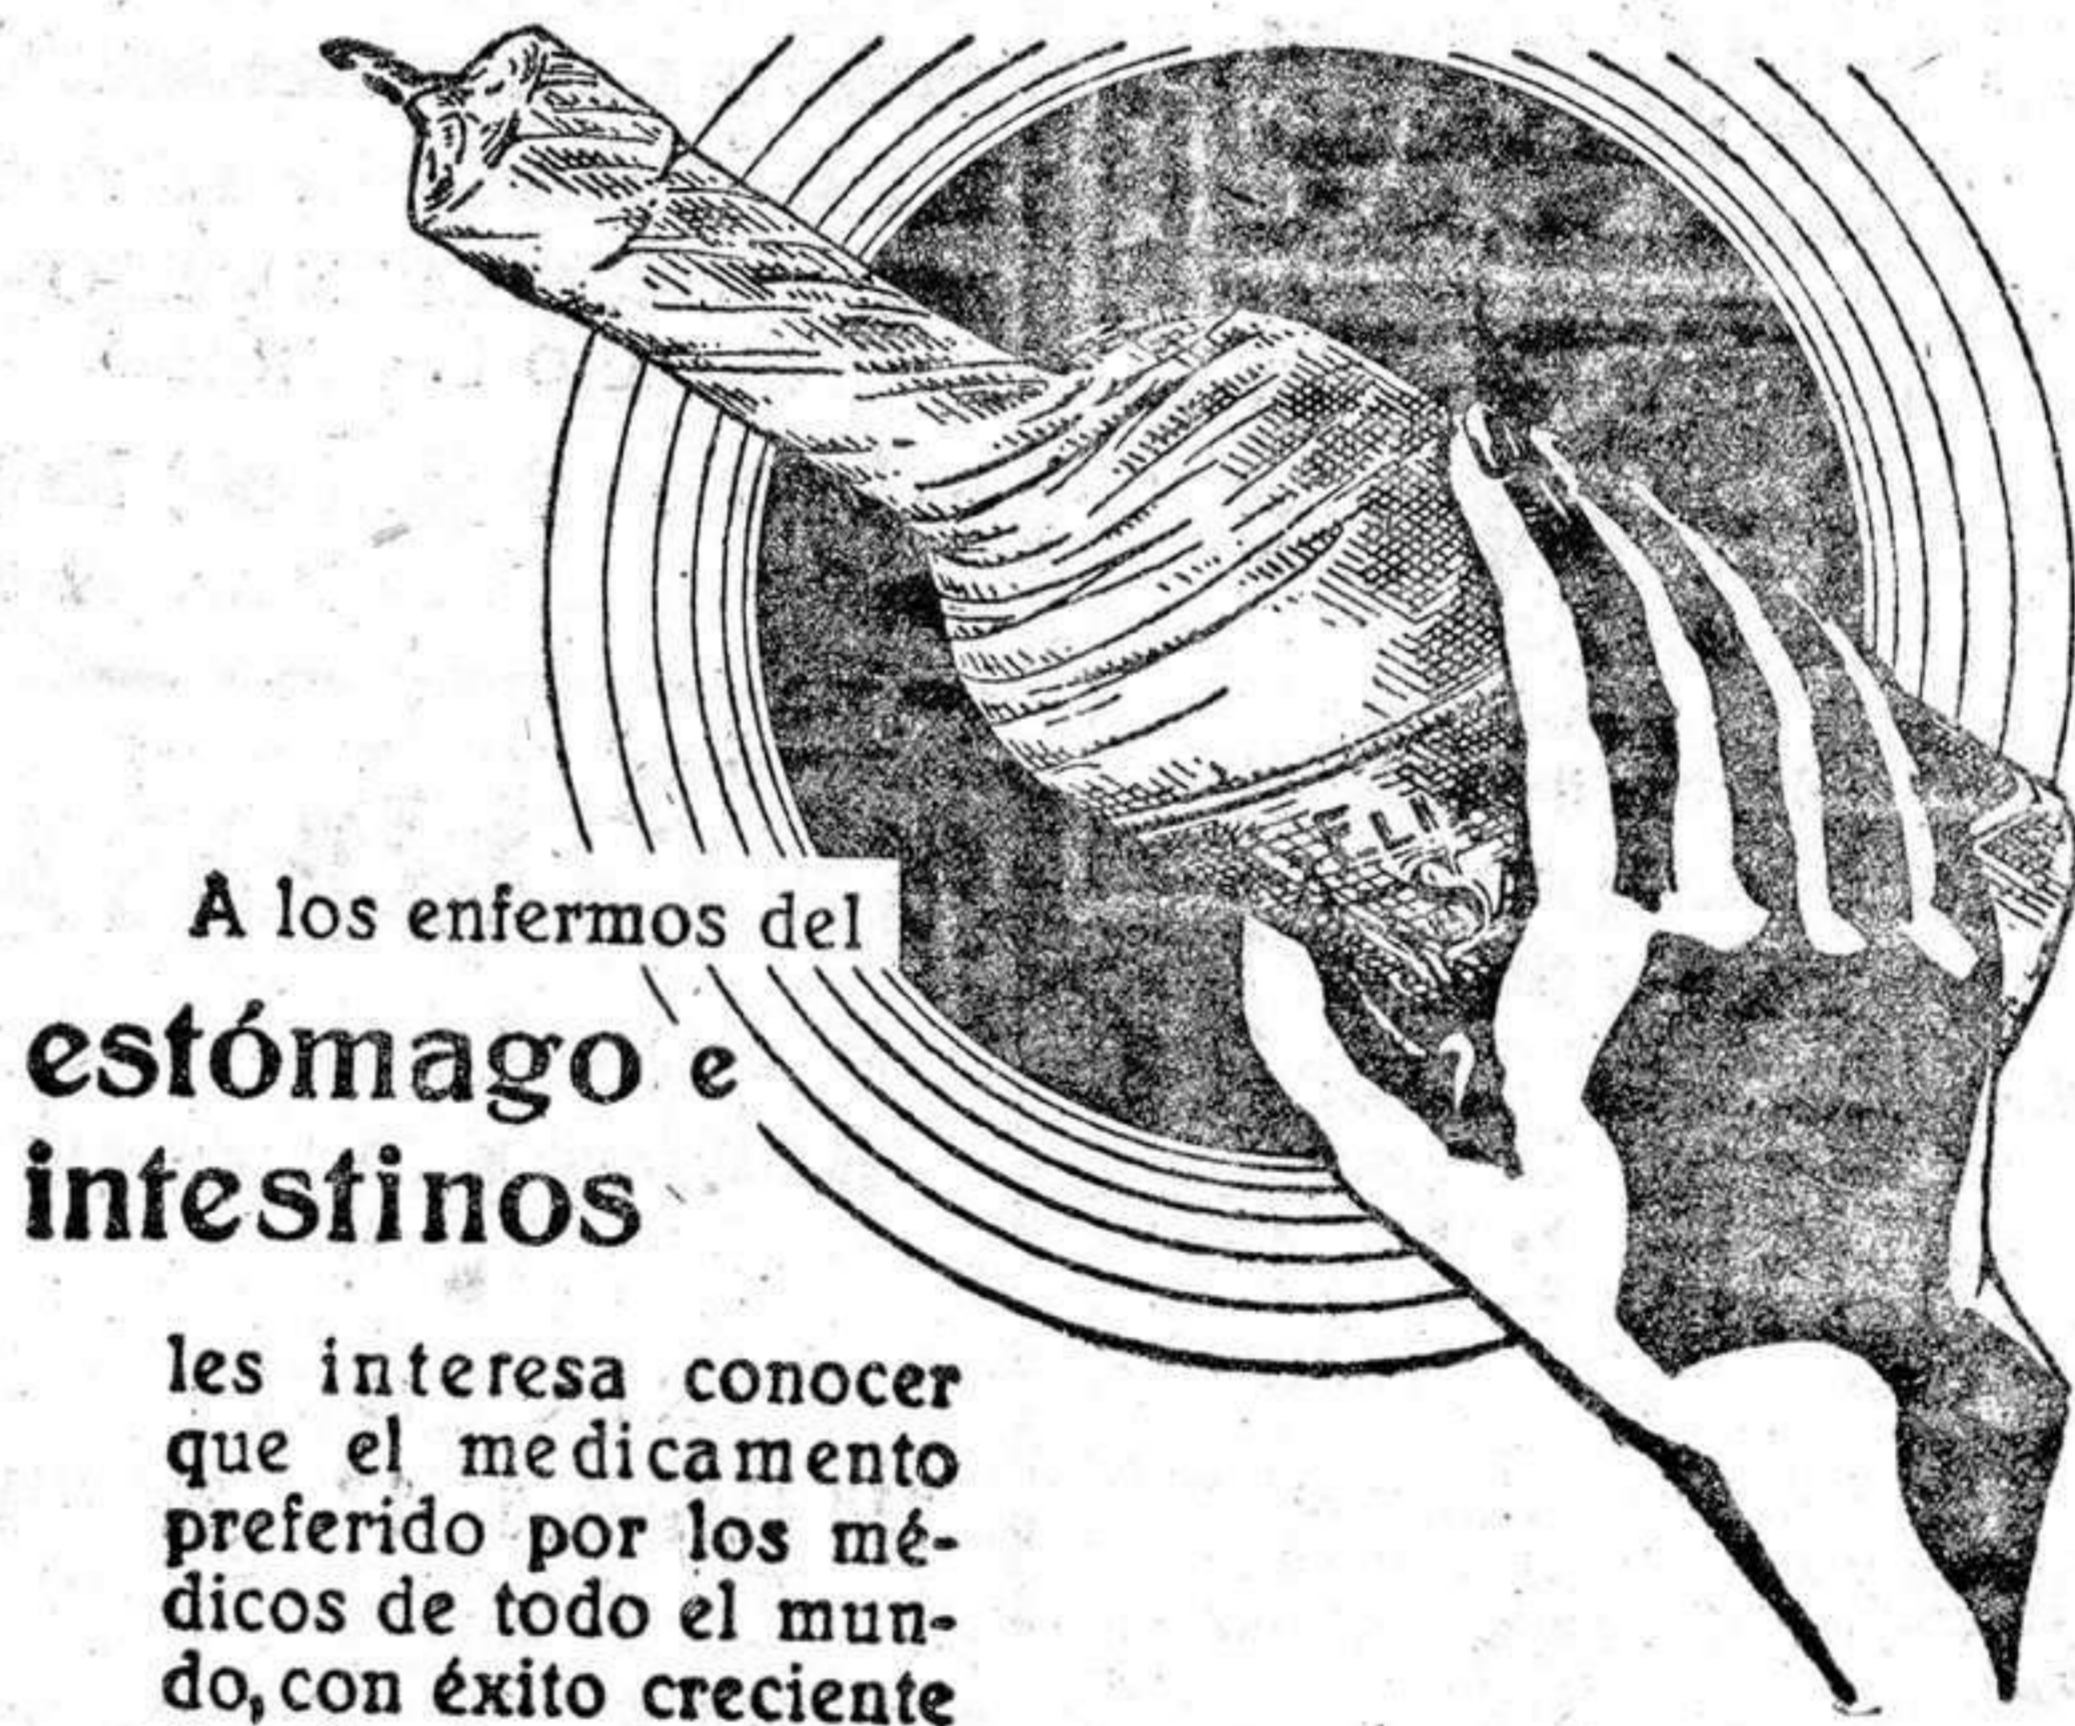 A los enfermos del
estómago e
intestinos
les interesa conocer
que el medicamento
preferido por los mé-
dicos de todo el mun-
do, con éxito creciente